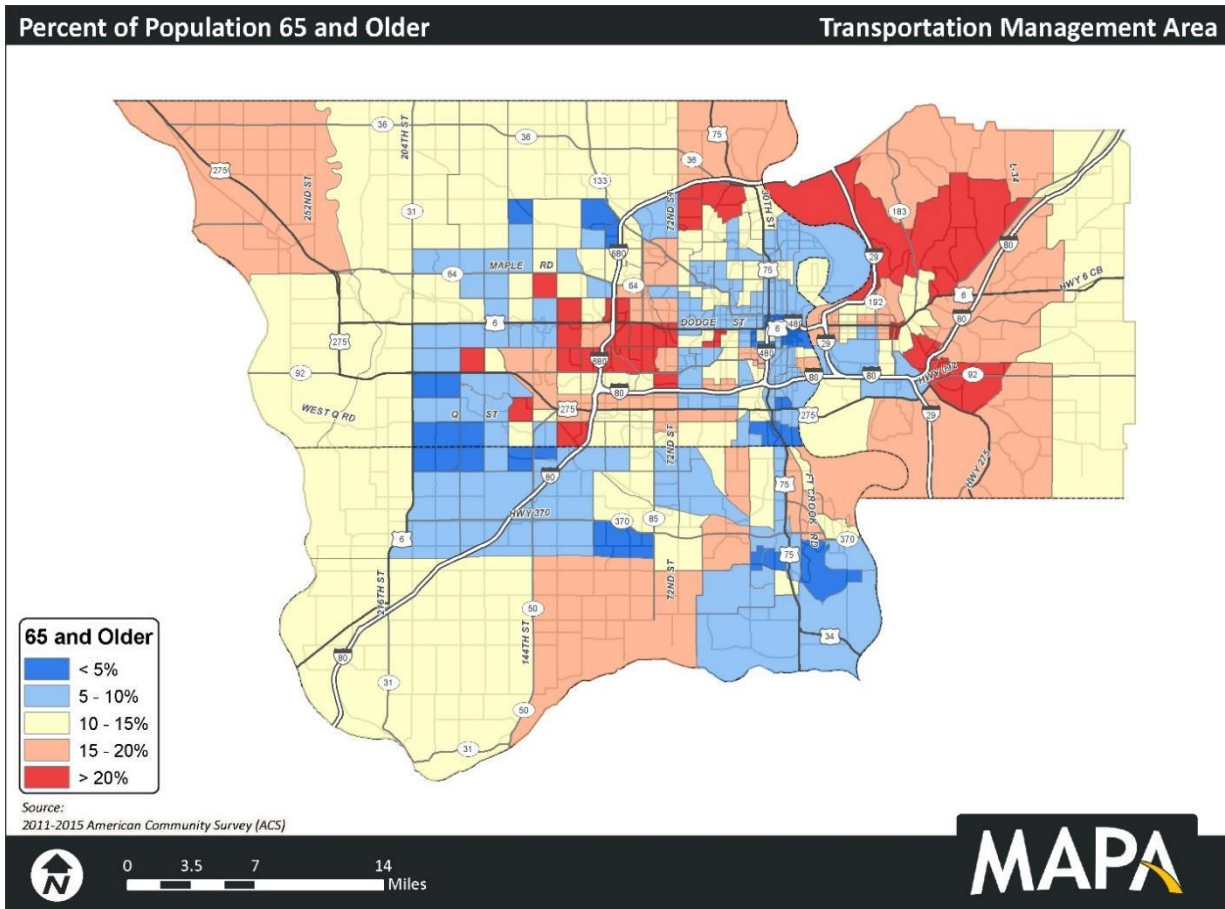 Percent of Population 65 and Older
Transportation Management Area
36
36
36
75
275
252ND ST
204TH ST
31
133
72ND ST
30TH ST
183
L-34
80
680
29
64
MAPLE RD
64
75
192
6
HWY 6 CB
6
DODGE ST
6
480
275
680
480
29
80
92
80
80
80
HWY 092
92
WEST Q RD
Q ST
275
275
29
HWY 275
72ND ST
80
75
FT CROOK RD
HWY 370
370
85
370
6
75
216TH ST
72ND ST
50
144TH ST
34
80
31
50
31
65 and Older
< 5%
5 - 10%
10 - 15%
15 - 20%
> 20%
Source:
2011-2015 American Community Survey (ACS)
N
0 3.5 7 14
Miles
MAPA